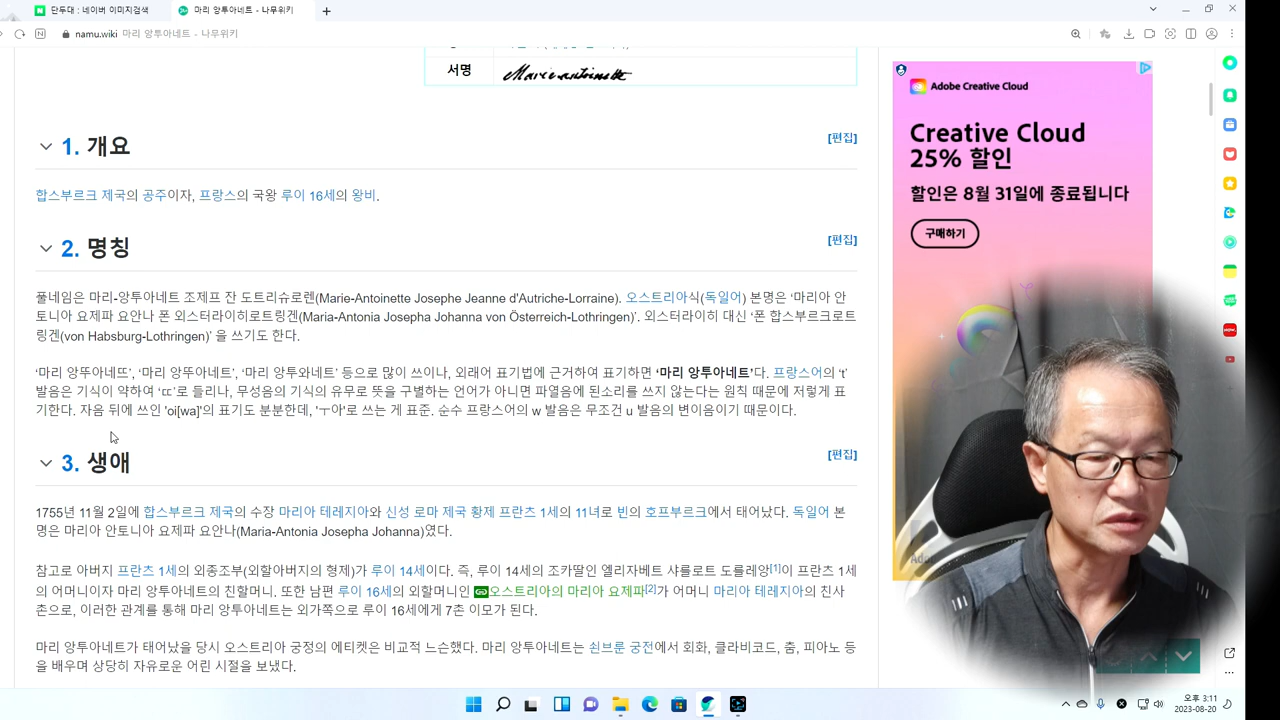 단두대 : 네이버 이미지검색
마리 앙투아네트 - 나무위키
namu.wiki 마리 앙투아네트 - 나무위키
서명
Marie antoinette
1. 개요
[편집]
합스부르크 제국의 공주이자, 프랑스의 국왕 루이 16세의 왕비.
2. 명칭
[편집]
풀네임은 마리-앙투아네트 조제프 잔 도트리슈로렌(Marie-Antoinette Josephe Jeanne d'Autriche-Lorraine). 오스트리아식(독일어) 본명은 '마리아 안
토니아 요제파 요안나 폰 외스터라이히로트링겐(Maria-Antonia Josepha Johanna von Österreich-Lothringen)'. 외스터라이히 대신 '폰 합스부르크로트
링겐(von Habsburg-Lothringen)' 을 쓰기도 한다.
'마리 앙뚜아네뜨', '마리 앙뚜아네트', '마리 앙투와네트' 등으로 많이 쓰이나, 외래어 표기법에 근거하여 표기하면 '마리 앙투아네트'다. 프랑스어의 't'
발음은 기식이 약하여 'ㄸ'로 들리나, 무성음의 기식의 유무로 뜻을 구별하는 언어가 아니면 파열음에 된소리를 쓰지 않는다는 원칙 때문에 저렇게 표
기한다. 자음 뒤에 쓰인 'oi[wa]'의 표기도 분분한데, 'ㅜ아'로 쓰는 게 표준. 순수 프랑스어의 w 발음은 무조건 u 발음의 변이음이기 때문이다.
3. 생애
[편집]
1755년 11월 2일에 합스부르크 제국의 수장 마리아 테레지아와 신성 로마 제국 황제 프란츠 1세의 11녀로 빈의 호프부르크에서 태어났다. 독일어 본
명은 마리아 안토니아 요제파 요안나(Maria-Antonia Josepha Johanna)였다.
참고로 아버지 프란츠 1세의 외종조부(외할아버지의 형제)가 루이 14세이다. 즉, 루이 14세의 조카딸인 엘리자베트 샤를로트 도를레앙[1]이 프란츠 1세
의 어머니이자 마리 앙투아네트의 친할머니. 또한 남편 루이 16세의 외할머니인 오스트리아의 마리아 요제파[2]가 어머니 마리아 테레지아의 친사
촌으로, 이러한 관계를 통해 마리 앙투아네트는 외가쪽으로 루이 16세에게 7촌 이모가 된다.
마리 앙투아네트가 태어났을 당시 오스트리아 궁정의 에티켓은 비교적 느슨했다. 마리 앙투아네트는 쇤브룬 궁전에서 회화, 클라비코드, 춤, 피아노 등
을 배우며 상당히 자유로운 어린 시절을 보냈다.
Adobe Creative Cloud
Creative Cloud
25% 할인
할인은 8월 31일에 종료됩니다
구매하기
오후 3:11
2023-08-20